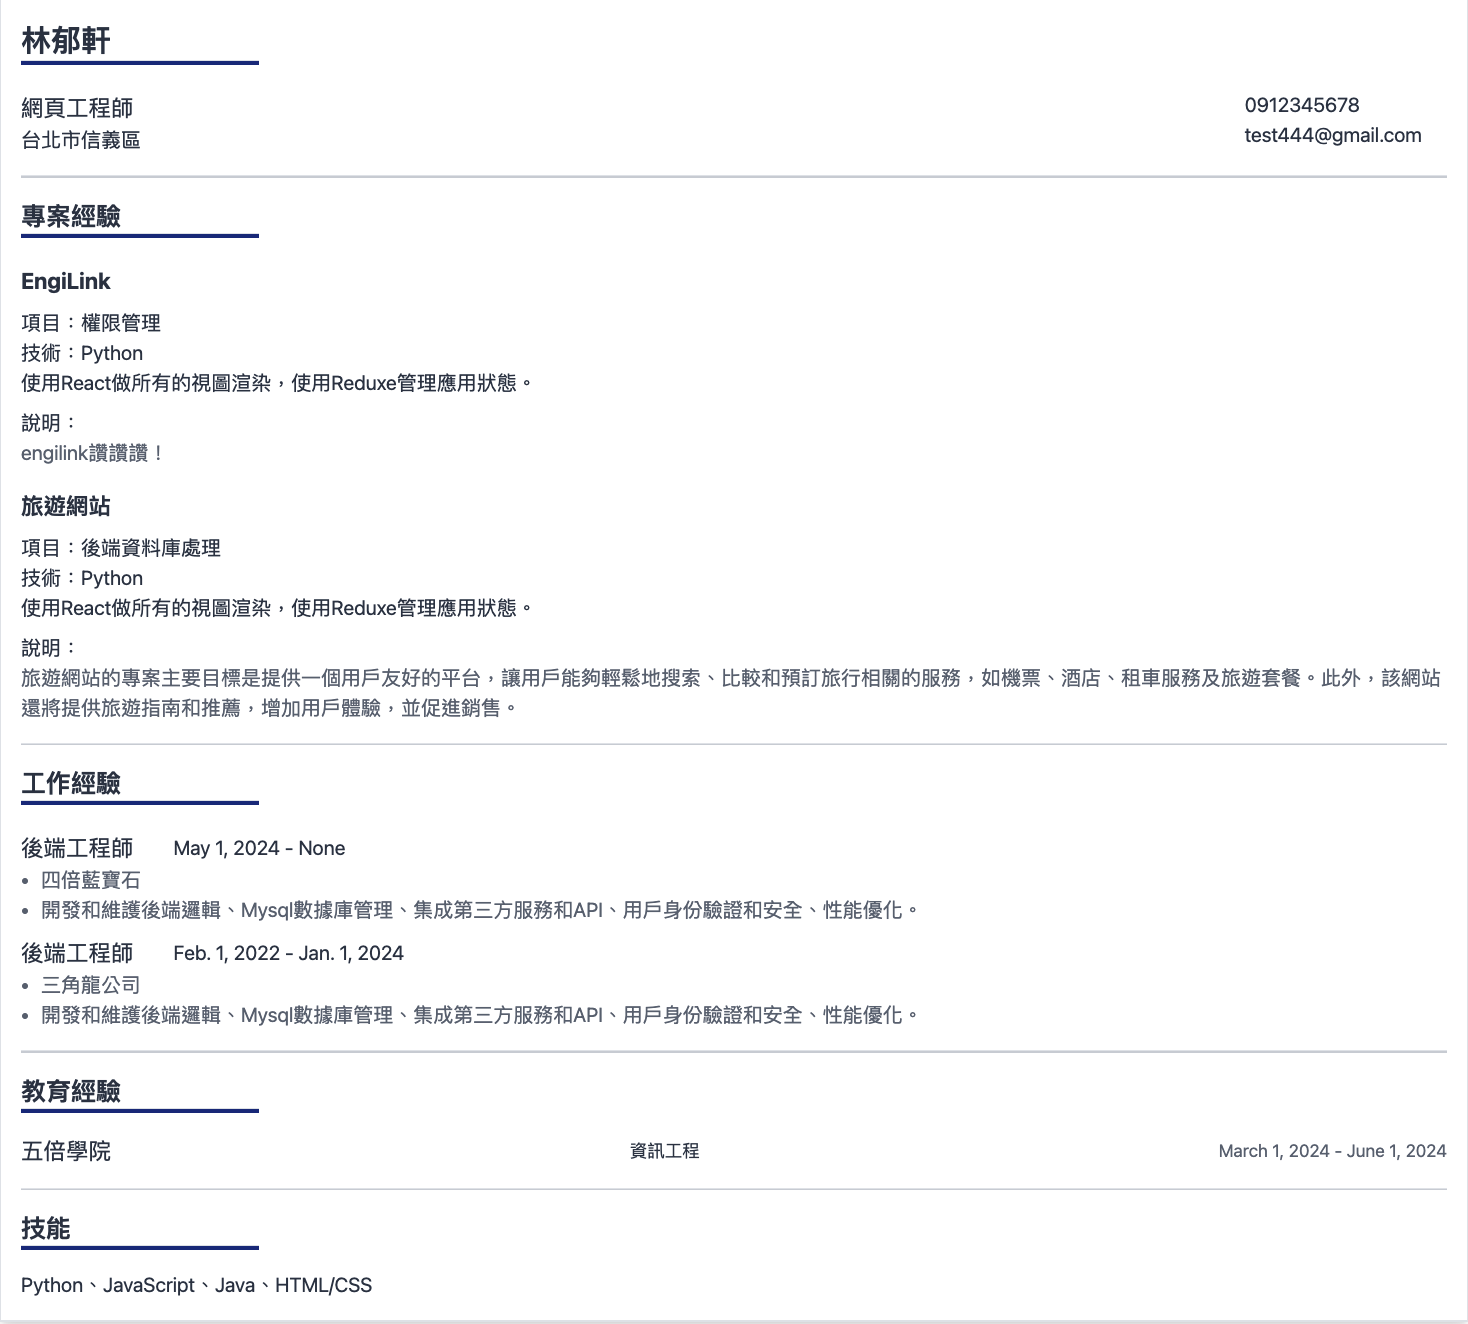 林郁軒
網頁工程師
台北市信義區
0912345678
test444@gmail.com
專案經驗
EngiLink
項目：權限管理
技術：Python
使用React做所有的視圖渲染，使用Reduxe管理應用狀態。
說明：
engilink讚讚讚！
旅遊網站
項目：後端資料庫處理
技術：Python
使用React做所有的視圖渲染，使用Reduxe管理應用狀態。
說明：
旅遊網站的專案主要目標是提供一個用戶友好的平台，讓用戶能夠輕鬆地搜索、比較和預訂旅行相關的服務，如機票、酒店、租車服務及旅遊套餐。此外，該網站
還將提供旅遊指南和推薦，增加用戶體驗，並促進銷售。
工作經驗
後端工程師 May 1, 2024 - None
• 四倍藍寶石
• 開發和維護後端邏輯、Mysql數據庫管理、集成第三方服務和API、用戶身份驗證和安全、性能優化。
後端工程師 Feb. 1, 2022 - Jan. 1, 2024
• 三角龍公司
• 開發和維護後端邏輯、Mysql數據庫管理、集成第三方服務和API、用戶身份驗證和安全、性能優化。
教育經驗
五倍學院 資訊工程 March 1, 2024 - June 1, 2024
技能
Python、JavaScript、Java、HTML/CSS